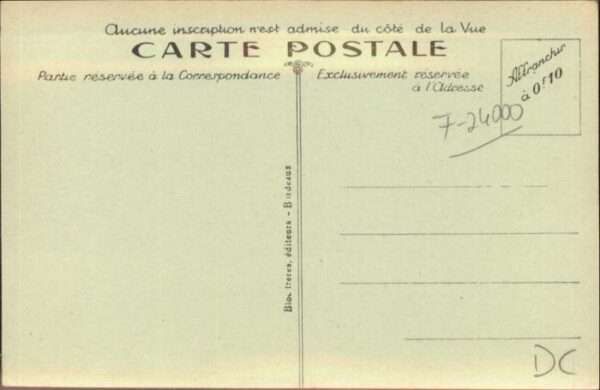 Aucune inscription n'est admise du côté de la Vue
CARTE POSTALE
Partie réservée à la Correspondance
Exclusivement réservée
à l'Adresse
Affranchir
à 0F10
7-24000
Bloc frères, éditeurs - Bordeaux
DC